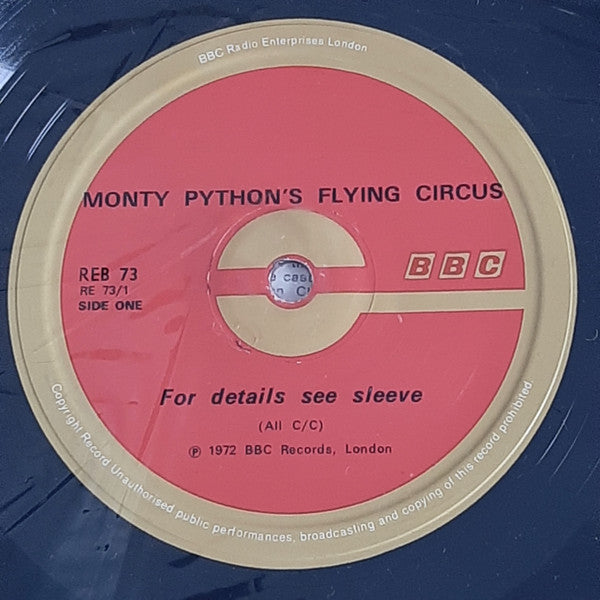 BBC Radio Enterprises London
MONTY PYTHON'S FLYING CIRCUS
BBC
REB 73
RE 73/1
SIDE ONE
For details see sleeve
(All C/C)
℗ 1972 BBC Records, London
Copyright Record Unauthorised public performances, broadcasting and copying of this record prohibited